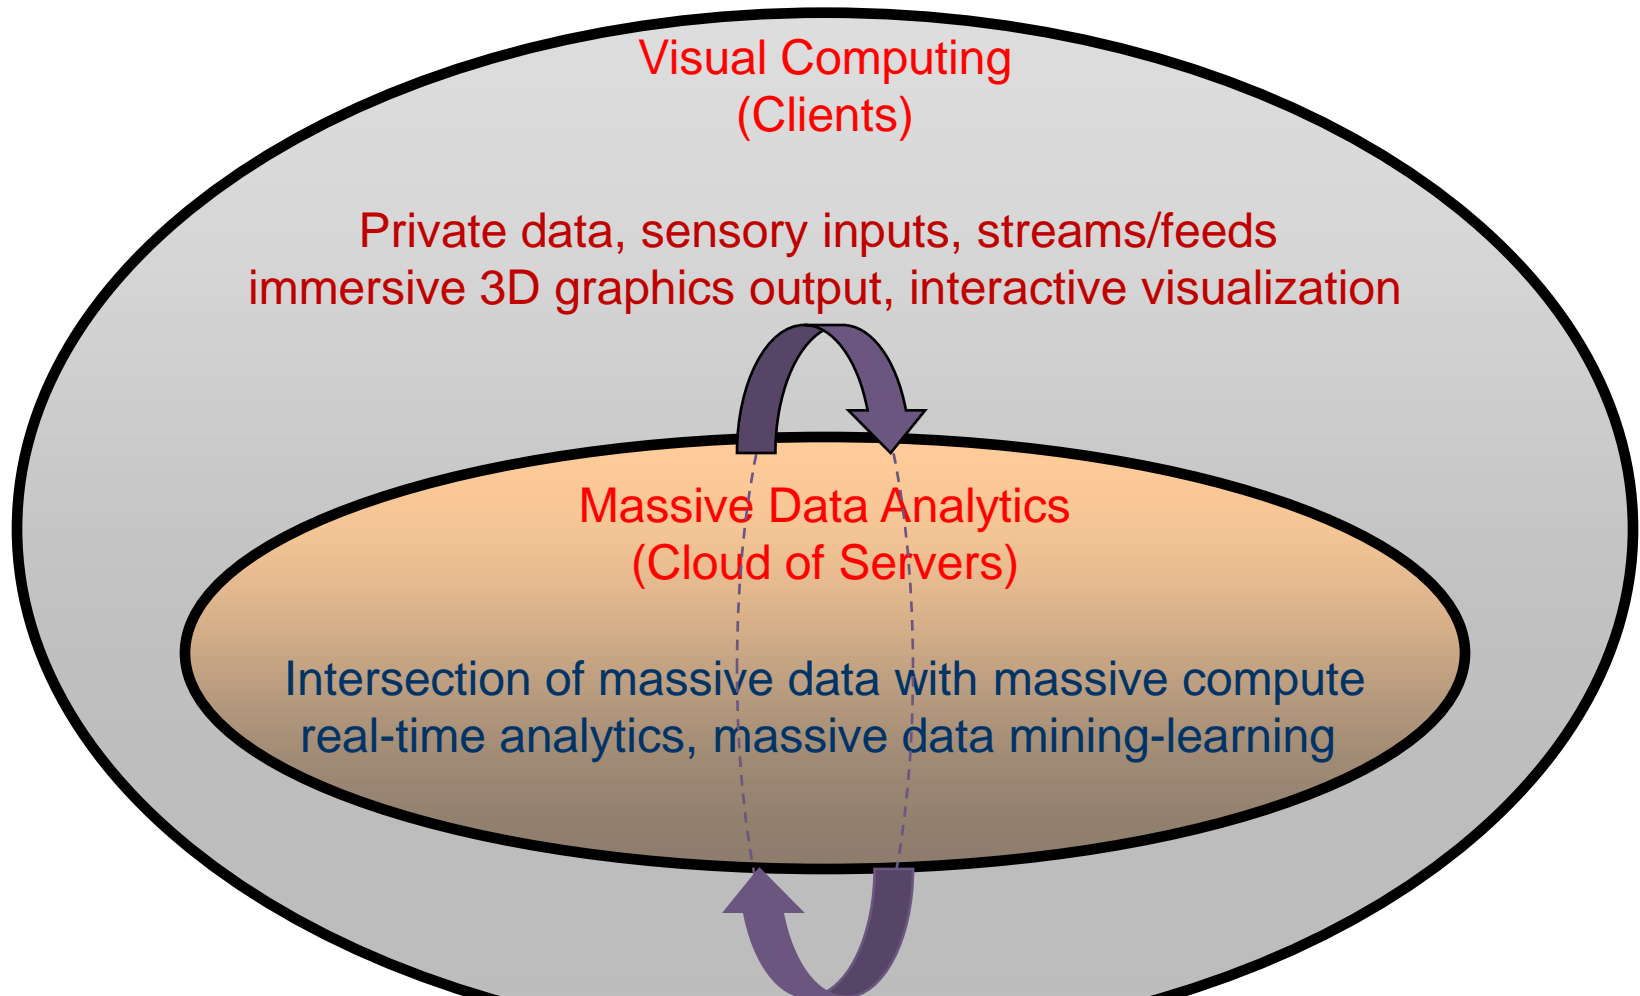 Visual Computing
(Clients)
Private data, sensory inputs, streams/feeds
immersive 3D graphics output, interactive visualization
Massive Data Analytics
(Cloud of Servers)
Intersection of massive data with massive compute
real-time analytics, massive data mining-learning